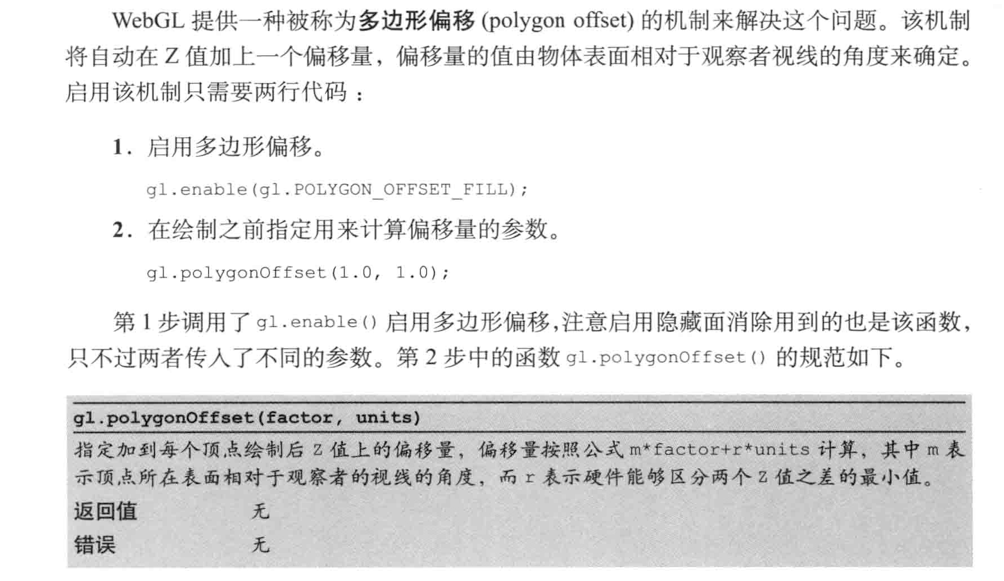 WebGL 提供一种被称为多边形偏移 (polygon offset) 的机制来解决这个问题。该机制
将自动在 Z 值加上一个偏移量，偏移量的值由物体表面相对于观察者视线的角度来确定。
启用该机制只需要两行代码：
1. 启用多边形偏移。
gl.enable(gl.POLYGON_OFFSET_FILL);
2. 在绘制之前指定用来计算偏移量的参数。
gl.polygonOffset(1.0, 1.0);
第 1 步调用了 gl.enable() 启用多边形偏移，注意启用隐藏面消除用到的也是该函数，
只不过两者传入了不同的参数。第 2 步中的函数 gl.polygonOffset() 的规范如下。
gl.polygonOffset(factor, units)
指定加到每个顶点绘制后 Z 值上的偏移量，偏移量按照公式 m*factor+r*units 计算，其中 m 表
示顶点所在表面相对于观察者的视线的角度，而 r 表示硬件能够区分两个 Z 值之差的最小值。
返回值 无
错误 无